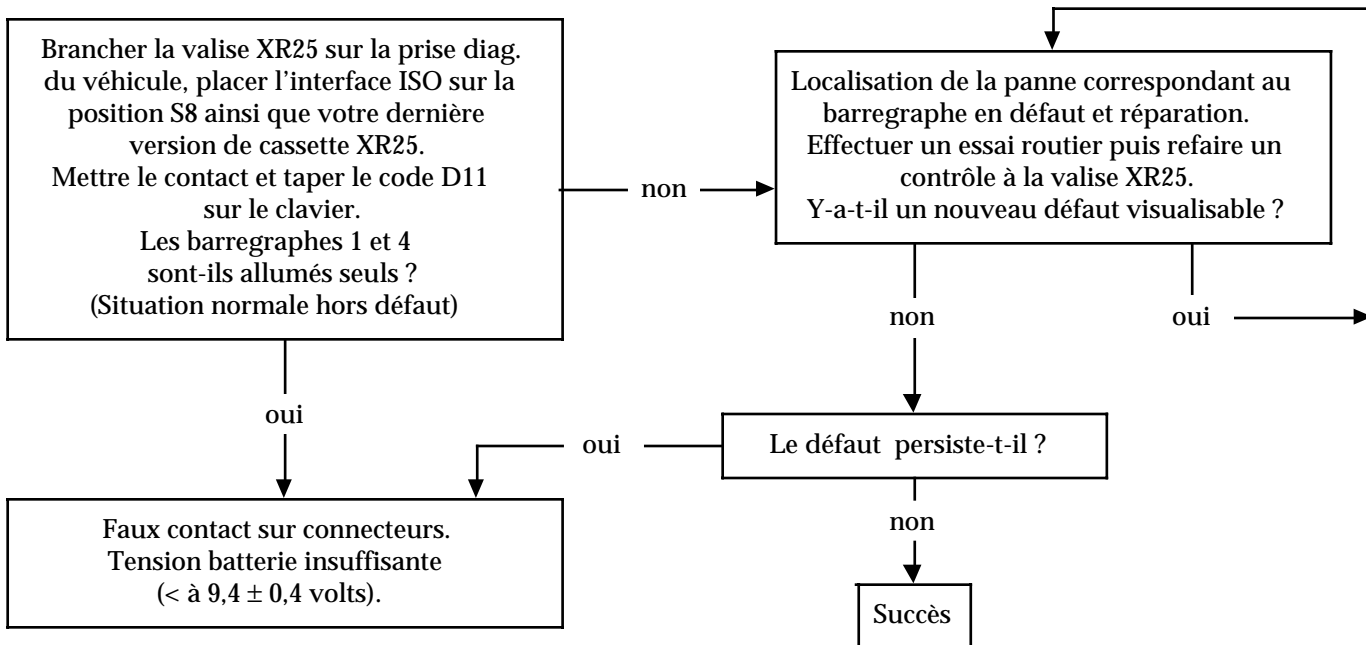 Brancher la valise XR25 sur la prise diag.
du véhicule, placer l’interface ISO sur la
position S8 ainsi que votre dernière
version de cassette XR25.
Mettre le contact et taper le code D11
sur le clavier.
Les barregraphes 1 et 4
sont-ils allumés seuls ?
(Situation normale hors défaut)
non
Localisation de la panne correspondant au
barregraphe en défaut et réparation.
Effectuer un essai routier puis refaire un
contrôle à la valise XR25.
Y-a-t-il un nouveau défaut visualisable ?
non
oui
oui
oui
Le défaut persiste-t-il ?
Faux contact sur connecteurs.
Tension batterie insuffisante
(< à 9,4 ± 0,4 volts).
non
Succès